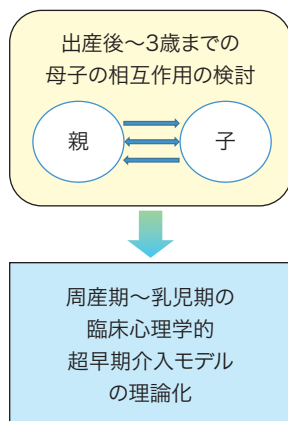 出産後～3歳までの
母子の相互作用の検討
親
子
周産期～乳児期の
臨床心理学的
超早期介入モデル
の理論化